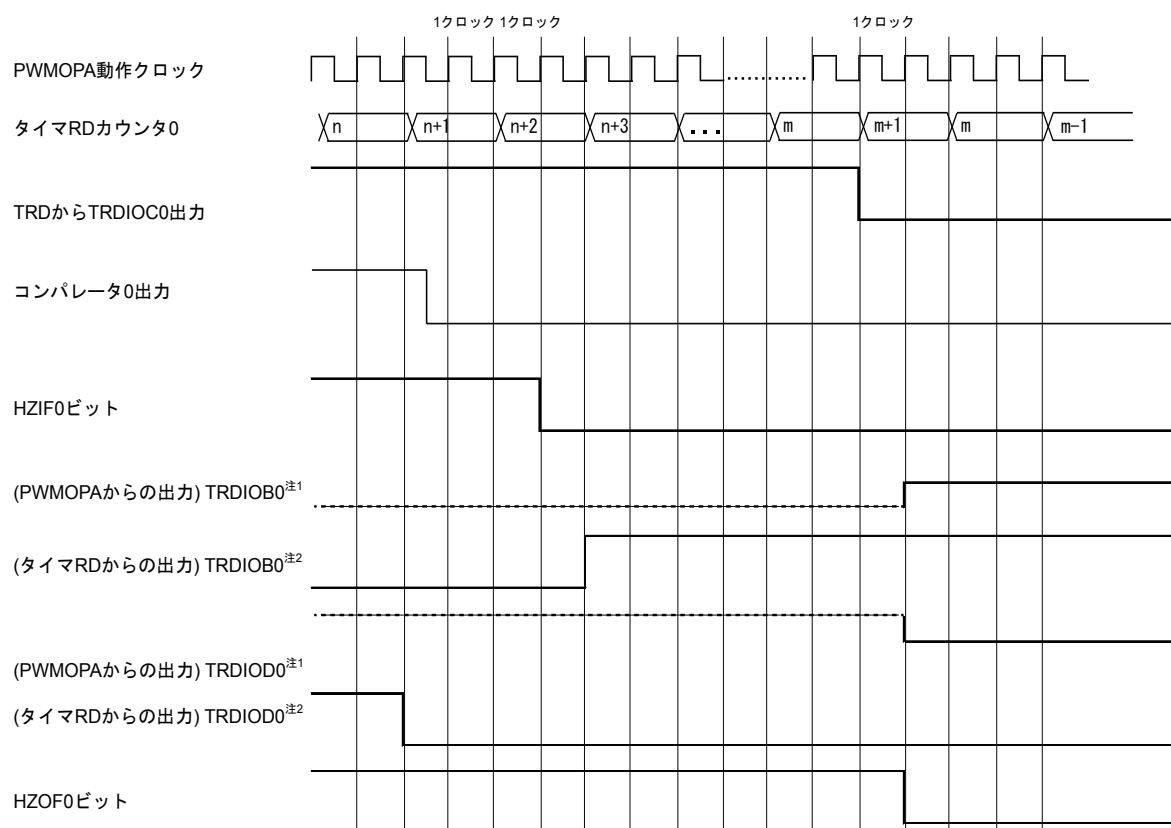 1クロック 1クロック 1クロック
PWMOPA動作クロック
タイマRDカウンタ0 n n+1 n+2 n+3 ... m m+1 m m-1
TRDからTRDIOC0出力
コンパレータ0出力
HZIF0ビット
(PWMOPAからの出力) TRDIOB0注1
(タイマRDからの出力) TRDIOB0注2
(PWMOPAからの出力) TRDIOD0注1
(タイマRDからの出力) TRDIOD0注2
HZOF0ビット